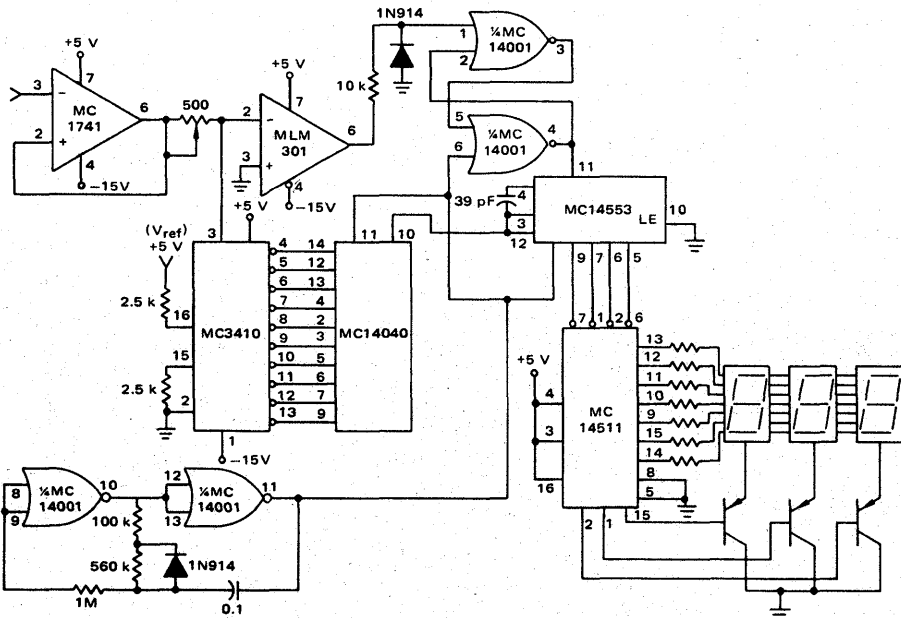 1N914
+5 V
7
3
MC
1741
6
2
4
-15V
500
+5 V
7
2
MLM
301
6
3
4
-15V
10 k
1
2
¼MC
14001
3
5
6
¼MC
14001
4
11
39 pF
4
3
12
MC14553
LE
10
9
7
6
5
(Vref)
+5 V
2.5 k
16
15
2.5 k
2
3
+5 V
MC3410
4
5
6
7
8
9
10
11
12
13
1
-15V
14
12
13
4
2
3
5
6
7
9
MC14040
11
10
+5 V
4
3
16
7
1
2
6
MC
14511
13
12
11
10
9
15
14
8
5
2
1
15
8
9
¼MC
14001
10
12
13
¼MC
14001
11
100 k
560 k
1N914
1M
0.1